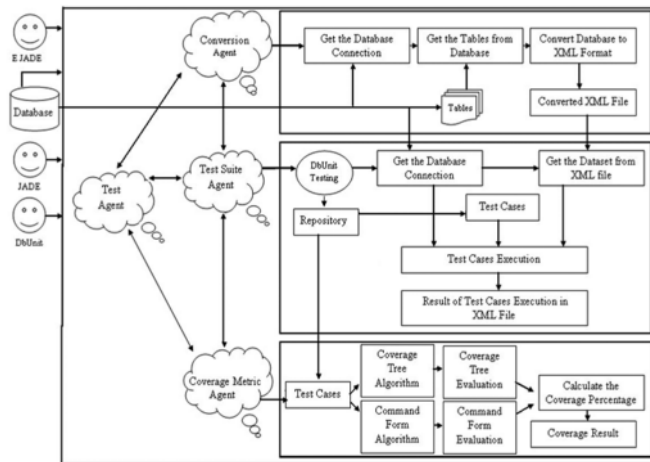 E JADE
Database
JADE
DbUnit
Test
Agent
Conversion
Agent
Test Suite
Agent
Coverage Metric
Agent
Get the Database
Connection
Get the Tables from
Database
Convert Database to
XML Format
Tables
Converted XML File
DbUnit
Testing
Get the Database
Connection
Get the Dataset from
XML file
Repository
Test Cases
Test Cases Execution
Result of Test Cases Execution in
XML File
Test Cases
Coverage
Tree
Algorithm
Coverage
Tree
Evaluation
Command
Form
Algorithm
Command
Form
Evaluation
Calculate the
Coverage Percentage
Coverage Result